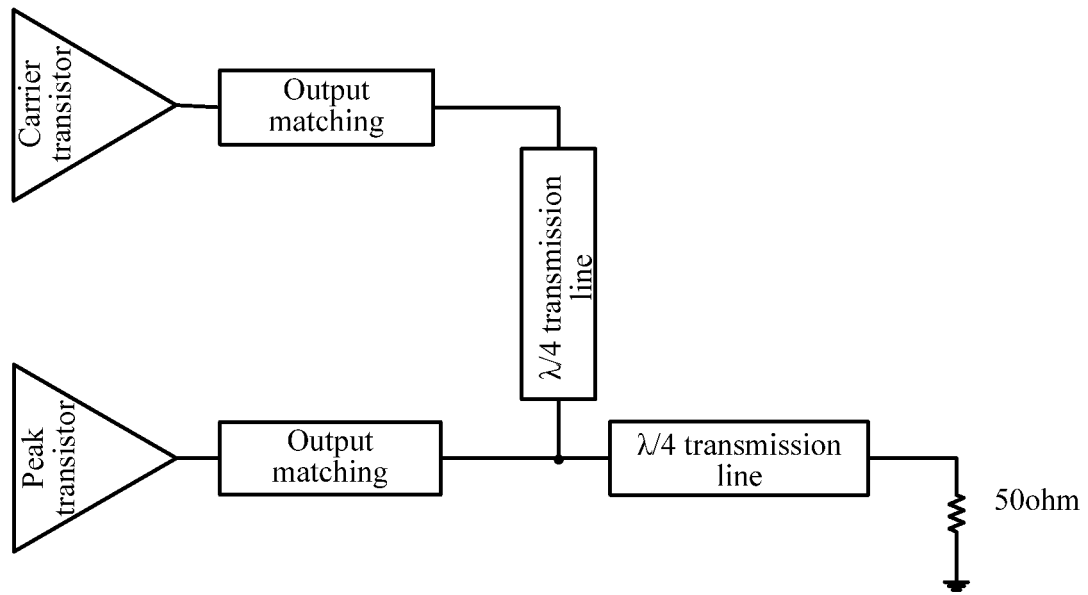 Carrier
transistor
Output
matching
λ/4 transmission
line
Peak
transistor
Output
matching
λ/4 transmission
line
50ohm